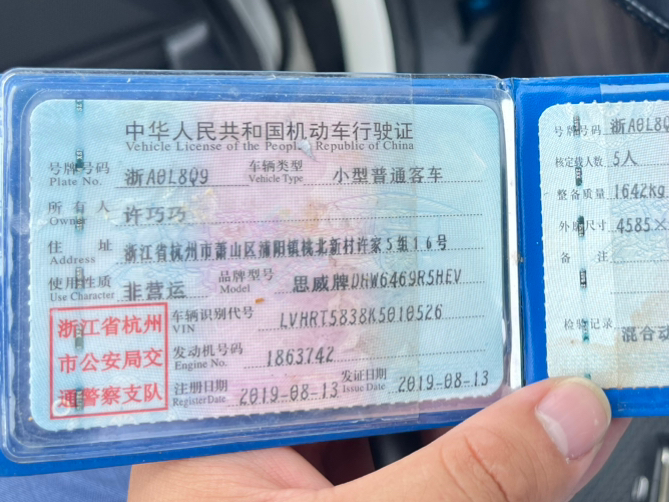 中华人民共和国机动车行驶证
Vehicle License of the People's Republic of China
号牌号码 浙A0L8Q9 车辆类型 小型普通客车
Plate No. Vehicle Type
所有人 许巧巧
Owner
住址 浙江省杭州市萧山区浦阳镇桃北新村许家5组16号
Address
使用性质 非营运 品牌型号 思威牌DHW6469R5HEV
Use Character Model
浙江省杭州
市公安局交
通警察支队
车辆识别代号 LVHRT5838K5010526
VIN
发动机号码 1863742
Engine No.
注册日期 2019-08-13 发证日期 2019-08-13
Register Date Issue Date
号牌号码 浙A0L8Q
核定载人数 5人
整备质量 1642kg
外廓尺寸 4585×
备注
检验记录
混合动